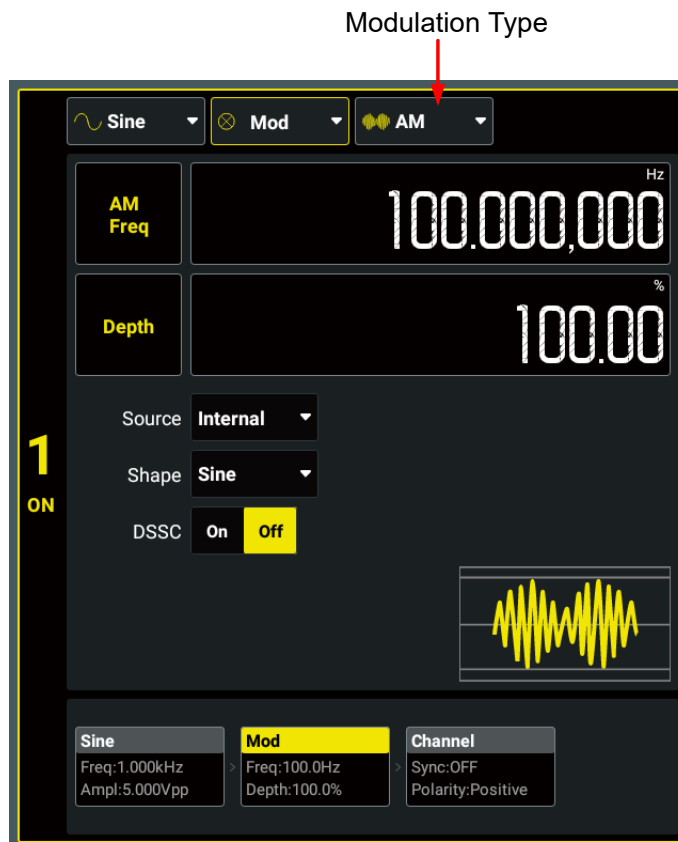 Modulation Type
Sine Mod AM
AM
Freq
Hz
100.000,000
Depth
%
100.00
Source Internal
Shape Sine
DSSC On Off
1
ON
Sine Mod Channel
Freq:1.000kHz > Freq:100.0Hz > Sync:OFF
Ampl:5.000Vpp Depth:100.0% Polarity:Positive